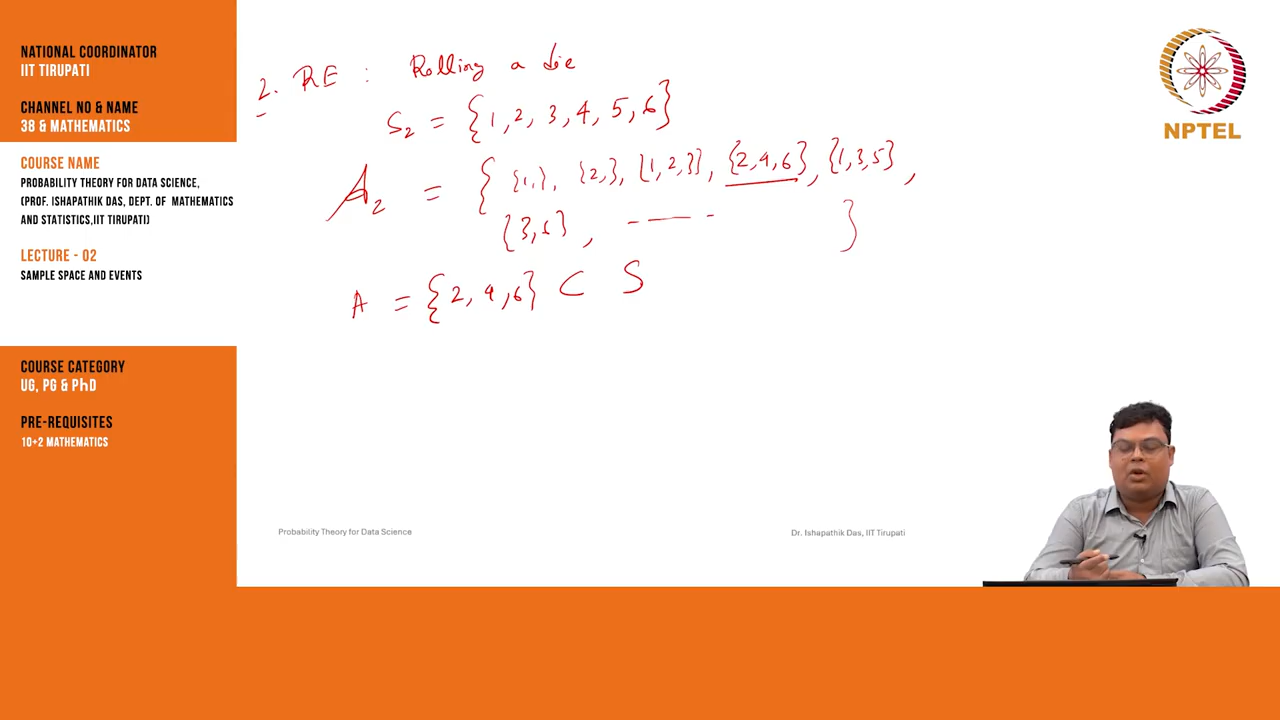 NATIONAL COORDINATOR
IIT TIRUPATI
CHANNEL NO & NAME
38 & MATHEMATICS
COURSE NAME
PROBABILITY THEORY FOR DATA SCIENCE,
(PROF. ISHAPATHIK DAS, DEPT. OF MATHEMATICS
AND STATISTICS,IIT TIRUPATI)
LECTURE - 02
SAMPLE SPACE AND EVENTS
COURSE CATEGORY
UG, PG & PhD
PRE-REQUISITES
10+2 MATHEMATICS
2. RE : Rolling a die
S₂ = {1, 2, 3, 4, 5, 6}
A₂ = { {1,}, {2,}, {1,2,3}, {2,4,6}, {1,3,5},
{3,6}, ----- }
A = {2,4,6} ⊂ S
NPTEL
Probability Theory for Data Science
Dr. Ishapathik Das, IIT Tirupati